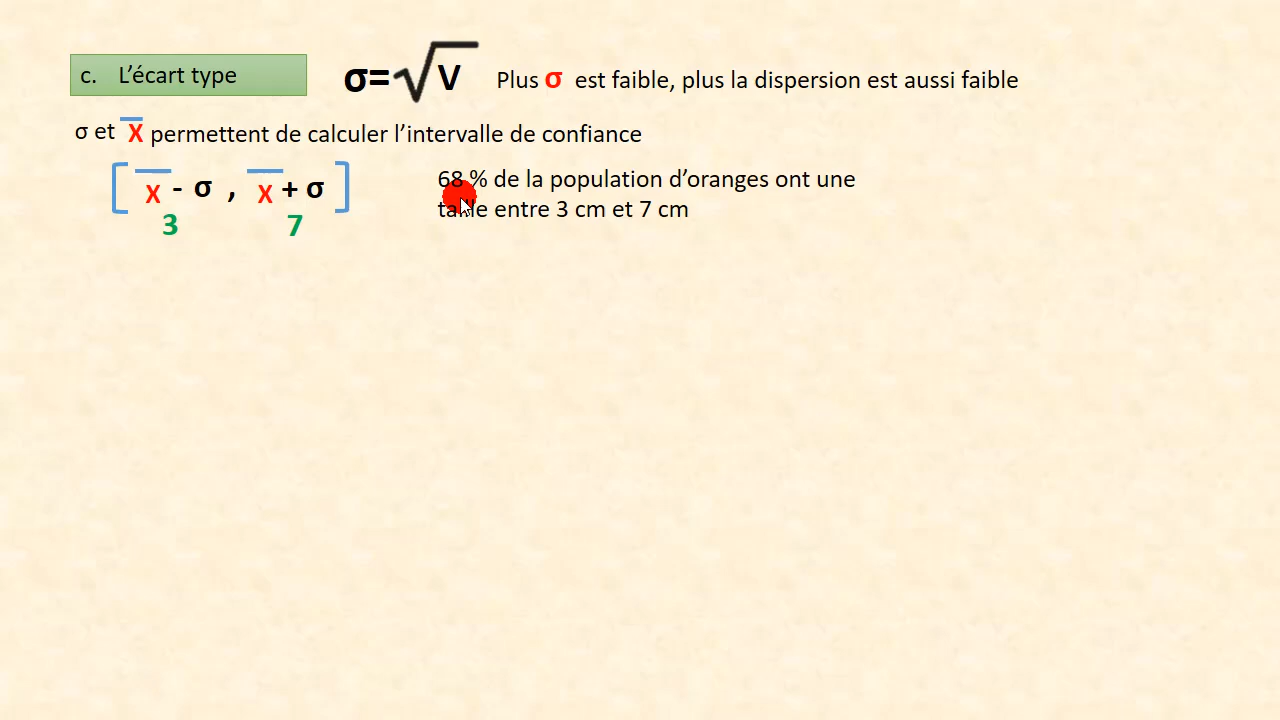 c. L’écart type
σ=√V Plus σ est faible, plus la dispersion est aussi faible
σ et X̅ permettent de calculer l’intervalle de confiance
[ X̅ - σ , X̅ + σ ]
3 7
68 % de la population d’oranges ont une
taille entre 3 cm et 7 cm